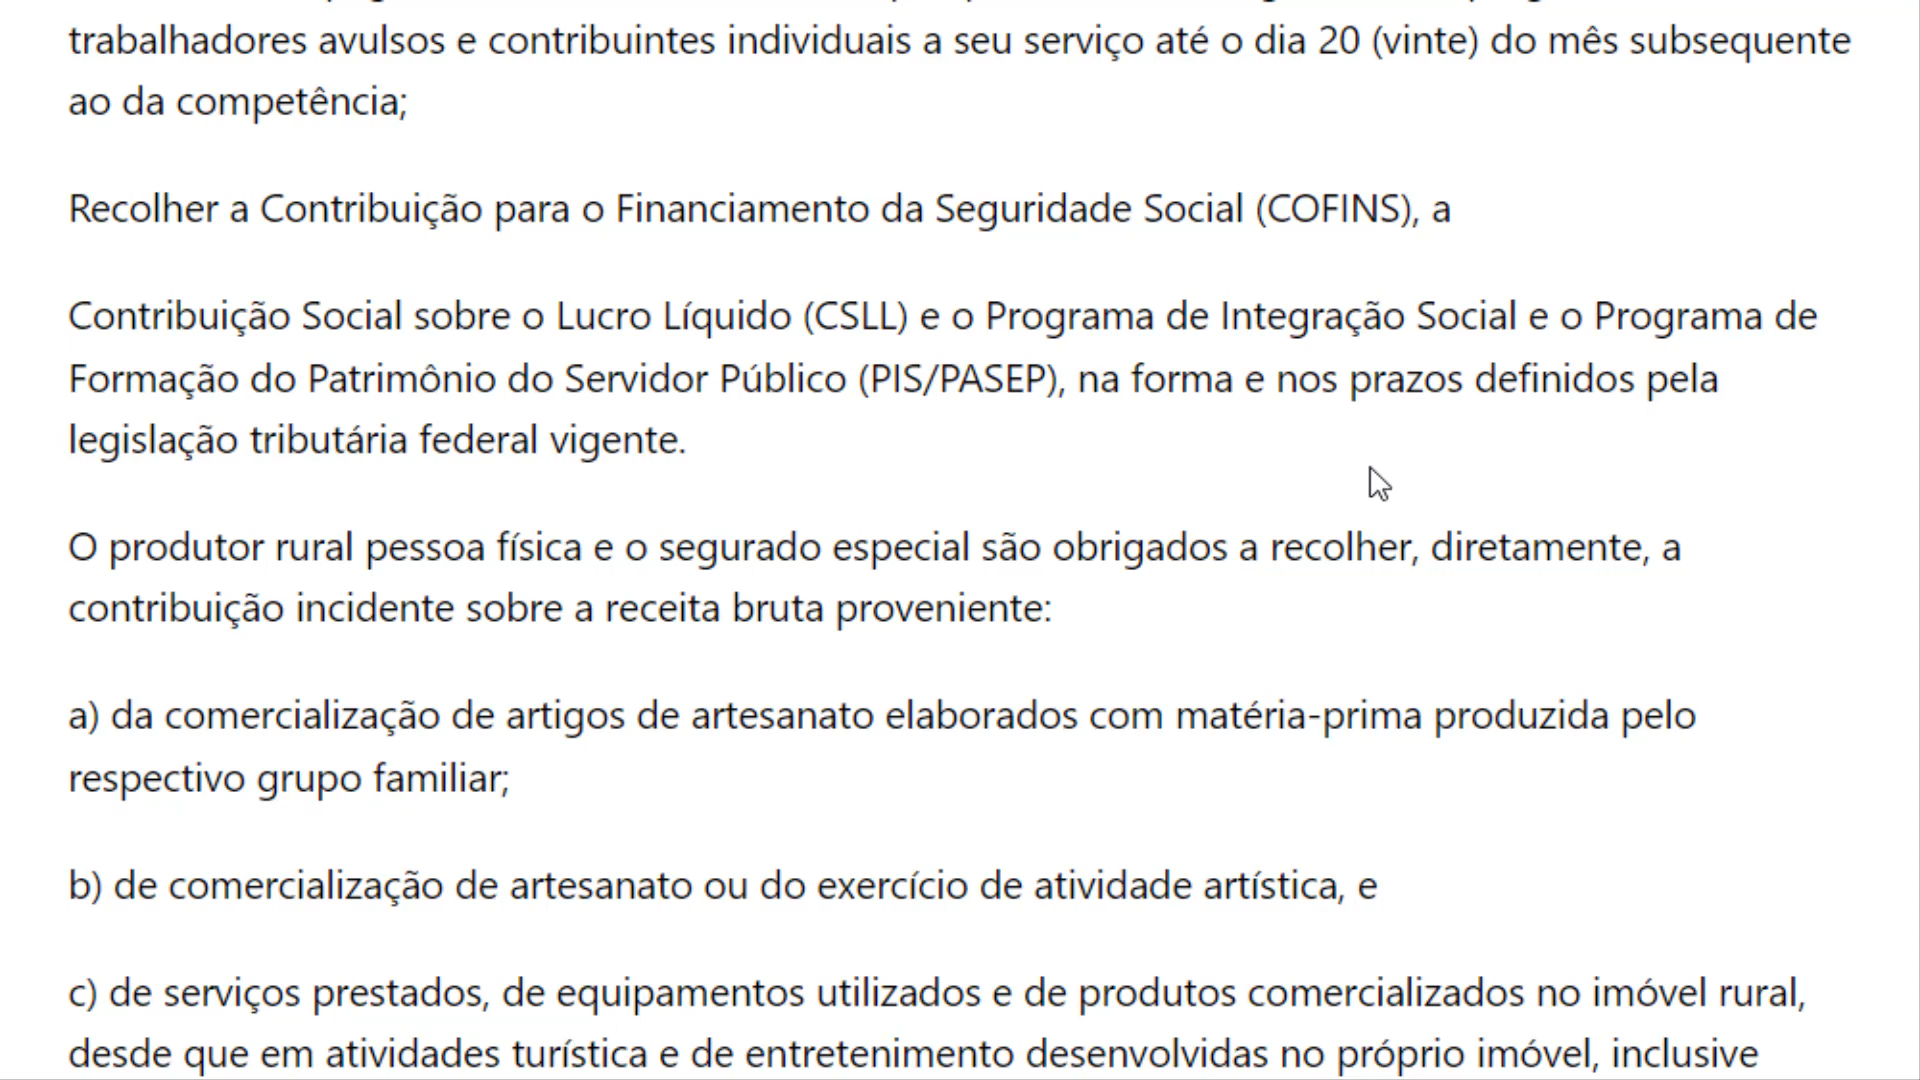 trabalhadores avulsos e contribuintes individuais a seu serviço até o dia 20 (vinte) do mês subsequente
ao da competência;
Recolher a Contribuição para o Financiamento da Seguridade Social (COFINS), a
Contribuição Social sobre o Lucro Líquido (CSLL) e o Programa de Integração Social e o Programa de
Formação do Patrimônio do Servidor Público (PIS/PASEP), na forma e nos prazos definidos pela
legislação tributária federal vigente.
O produtor rural pessoa física e o segurado especial são obrigados a recolher, diretamente, a
contribuição incidente sobre a receita bruta proveniente:
a) da comercialização de artigos de artesanato elaborados com matéria-prima produzida pelo
respectivo grupo familiar;
b) de comercialização de artesanato ou do exercício de atividade artística, e
c) de serviços prestados, de equipamentos utilizados e de produtos comercializados no imóvel rural,
desde que em atividades turística e de entretenimento desenvolvidas no próprio imóvel, inclusive